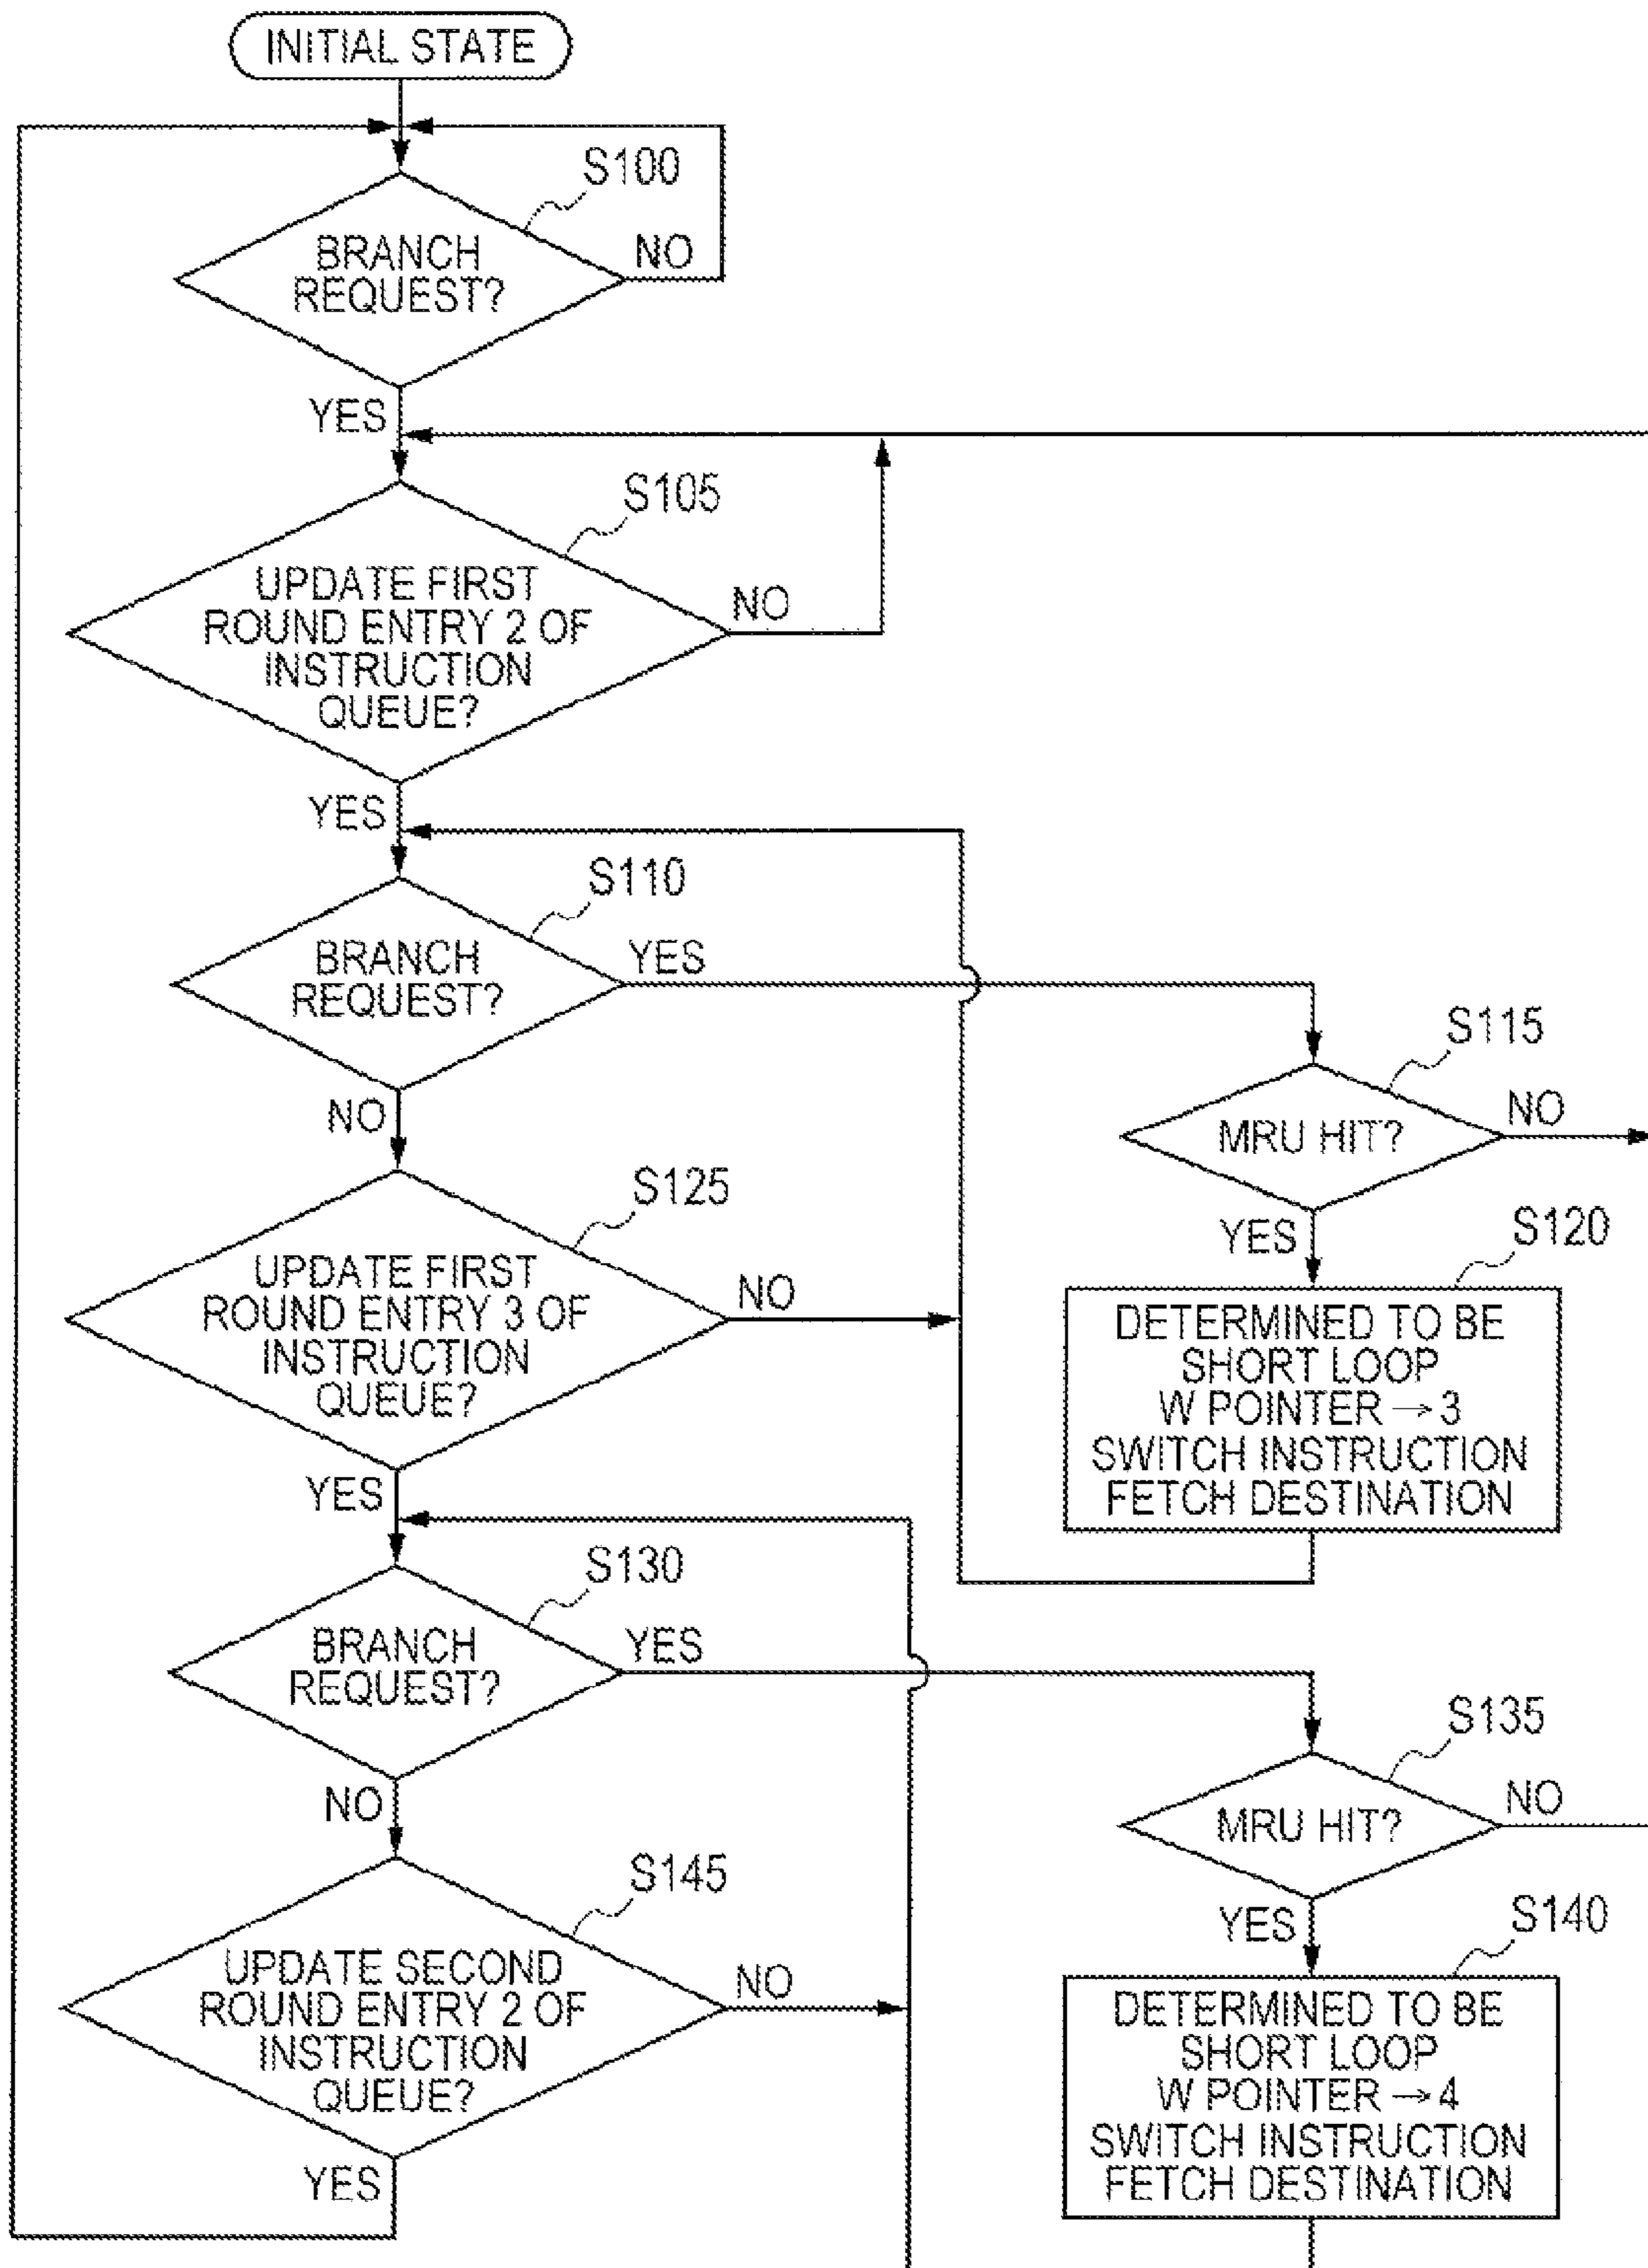 INITIAL STATE
S100
BRANCH
REQUEST?
NO
YES
S105
UPDATE FIRST
ROUND ENTRY 2 OF
INSTRUCTION
QUEUE?
NO
YES
S110
BRANCH
REQUEST?
YES
NO
S115
MRU HIT?
NO
YES
S120
DETERMINED TO BE
SHORT LOOP
W POINTER → 3
SWITCH INSTRUCTION
FETCH DESTINATION
S125
UPDATE FIRST
ROUND ENTRY 3 OF
INSTRUCTION
QUEUE?
NO
YES
S130
BRANCH
REQUEST?
YES
NO
S135
MRU HIT?
NO
YES
S140
DETERMINED TO BE
SHORT LOOP
W POINTER → 4
SWITCH INSTRUCTION
FETCH DESTINATION
S145
UPDATE SECOND
ROUND ENTRY 2 OF
INSTRUCTION
QUEUE?
NO
YES